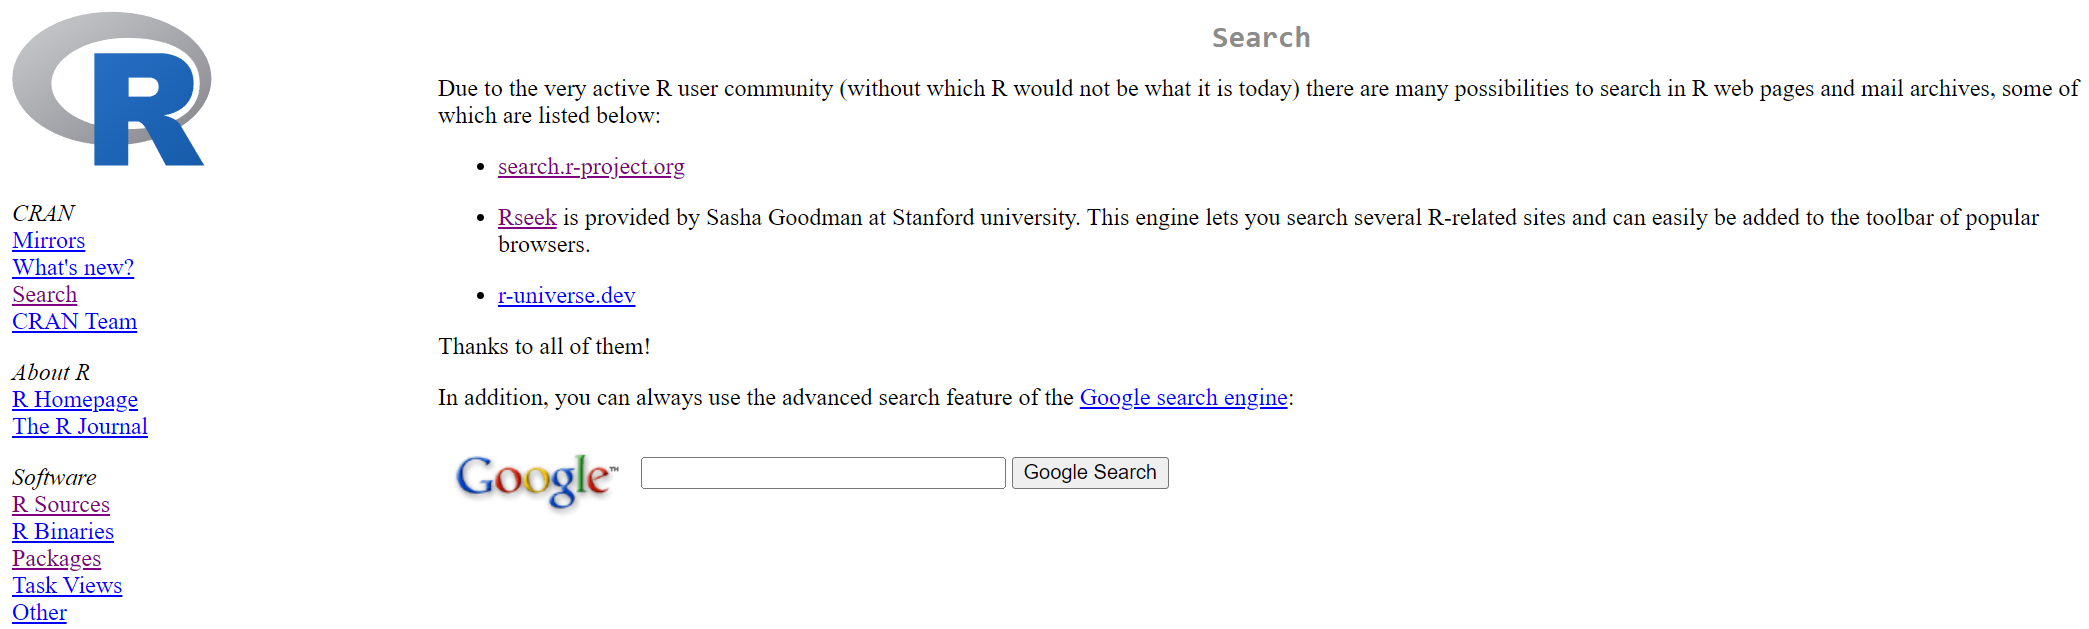 R
CRAN
Mirrors
What's new?
Search
CRAN Team
About R
R Homepage
The R Journal
Software
R Sources
R Binaries
Packages
Task Views
Other
Search
Due to the very active R user community (without which R would not be what it is today) there are many possibilities to search in R web pages and mail archives, some of
which are listed below:
search.r-project.org
Rseek is provided by Sasha Goodman at Stanford university. This engine lets you search several R-related sites and can easily be added to the toolbar of popular
browsers.
r-universe.dev
Thanks to all of them!
In addition, you can always use the advanced search feature of the Google search engine:
Google™ Google Search